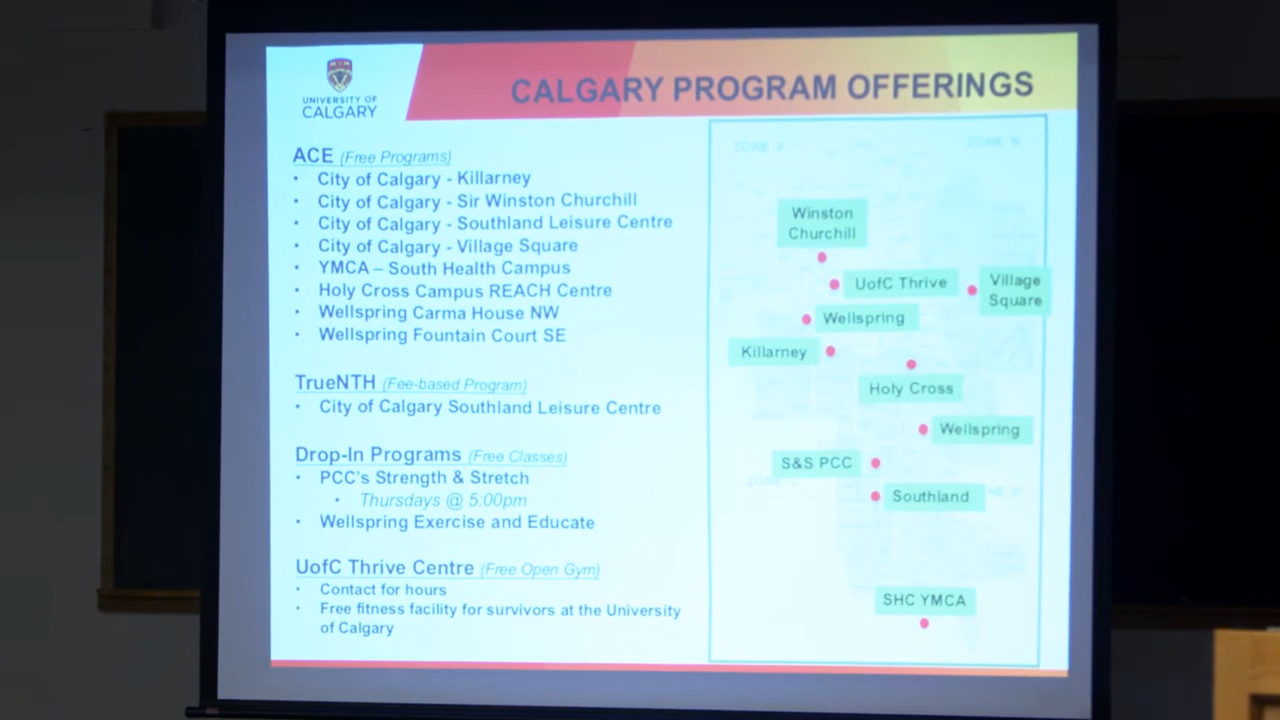 UNIVERSITY OF
CALGARY
CALGARY PROGRAM OFFERINGS
ACE (Free Programs)
• City of Calgary - Killarney
• City of Calgary - Sir Winston Churchill
• City of Calgary - Southland Leisure Centre
• City of Calgary - Village Square
• YMCA – South Health Campus
• Holy Cross Campus REACH Centre
• Wellspring Carma House NW
• Wellspring Fountain Court SE
TrueNTH (Fee-based Program)
• City of Calgary Southland Leisure Centre
Drop-In Programs (Free Classes)
• PCC's Strength & Stretch
• Thursdays @ 5:00pm
• Wellspring Exercise and Educate
UofC Thrive Centre (Free Open Gym)
• Contact for hours
• Free fitness facility for survivors at the University
of Calgary
Winston
Churchill
UofC Thrive
Village
Square
Wellspring
Killarney
Holy Cross
Wellspring
S&S PCC
Southland
SHC YMCA